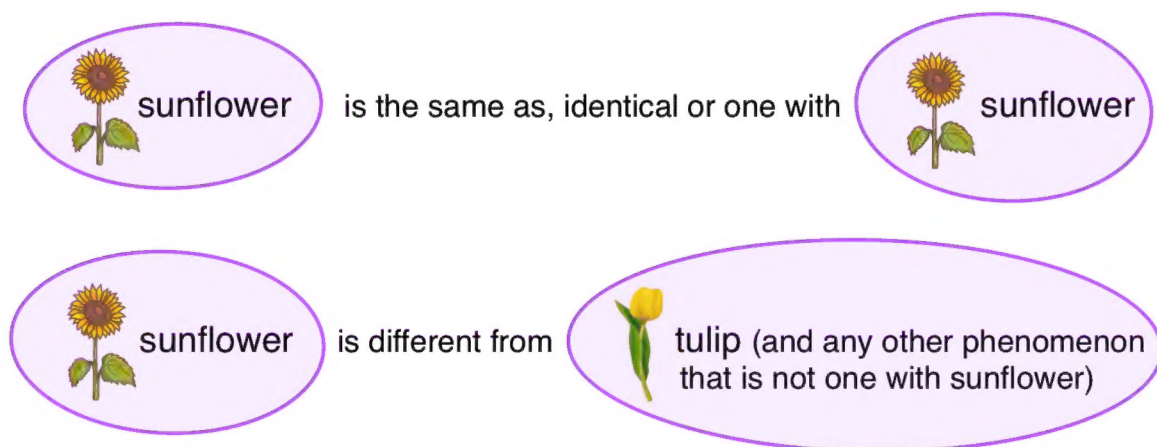 sunflower is the same as, identical or one with sunflower
sunflower is different from tulip (and any other phenomenon
that is not one with sunflower)